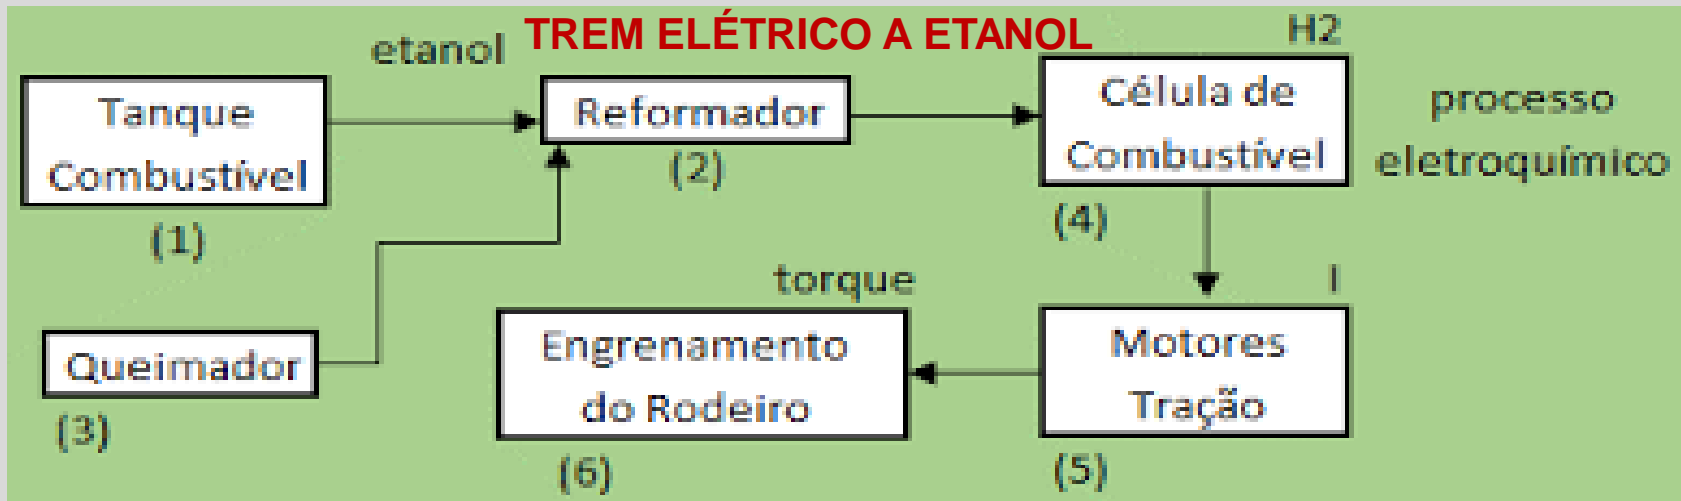 TREM ELÉTRICO A ETANOL
etanol
H2
Tanque
Combustível
(1)
Reformador
(2)
Célula de
Combustível
(4)
processo
eletroquímico
Queimador
(3)
torque
Engrenamento
do Rodeiro
(6)
I
Motores
Tração
(5)